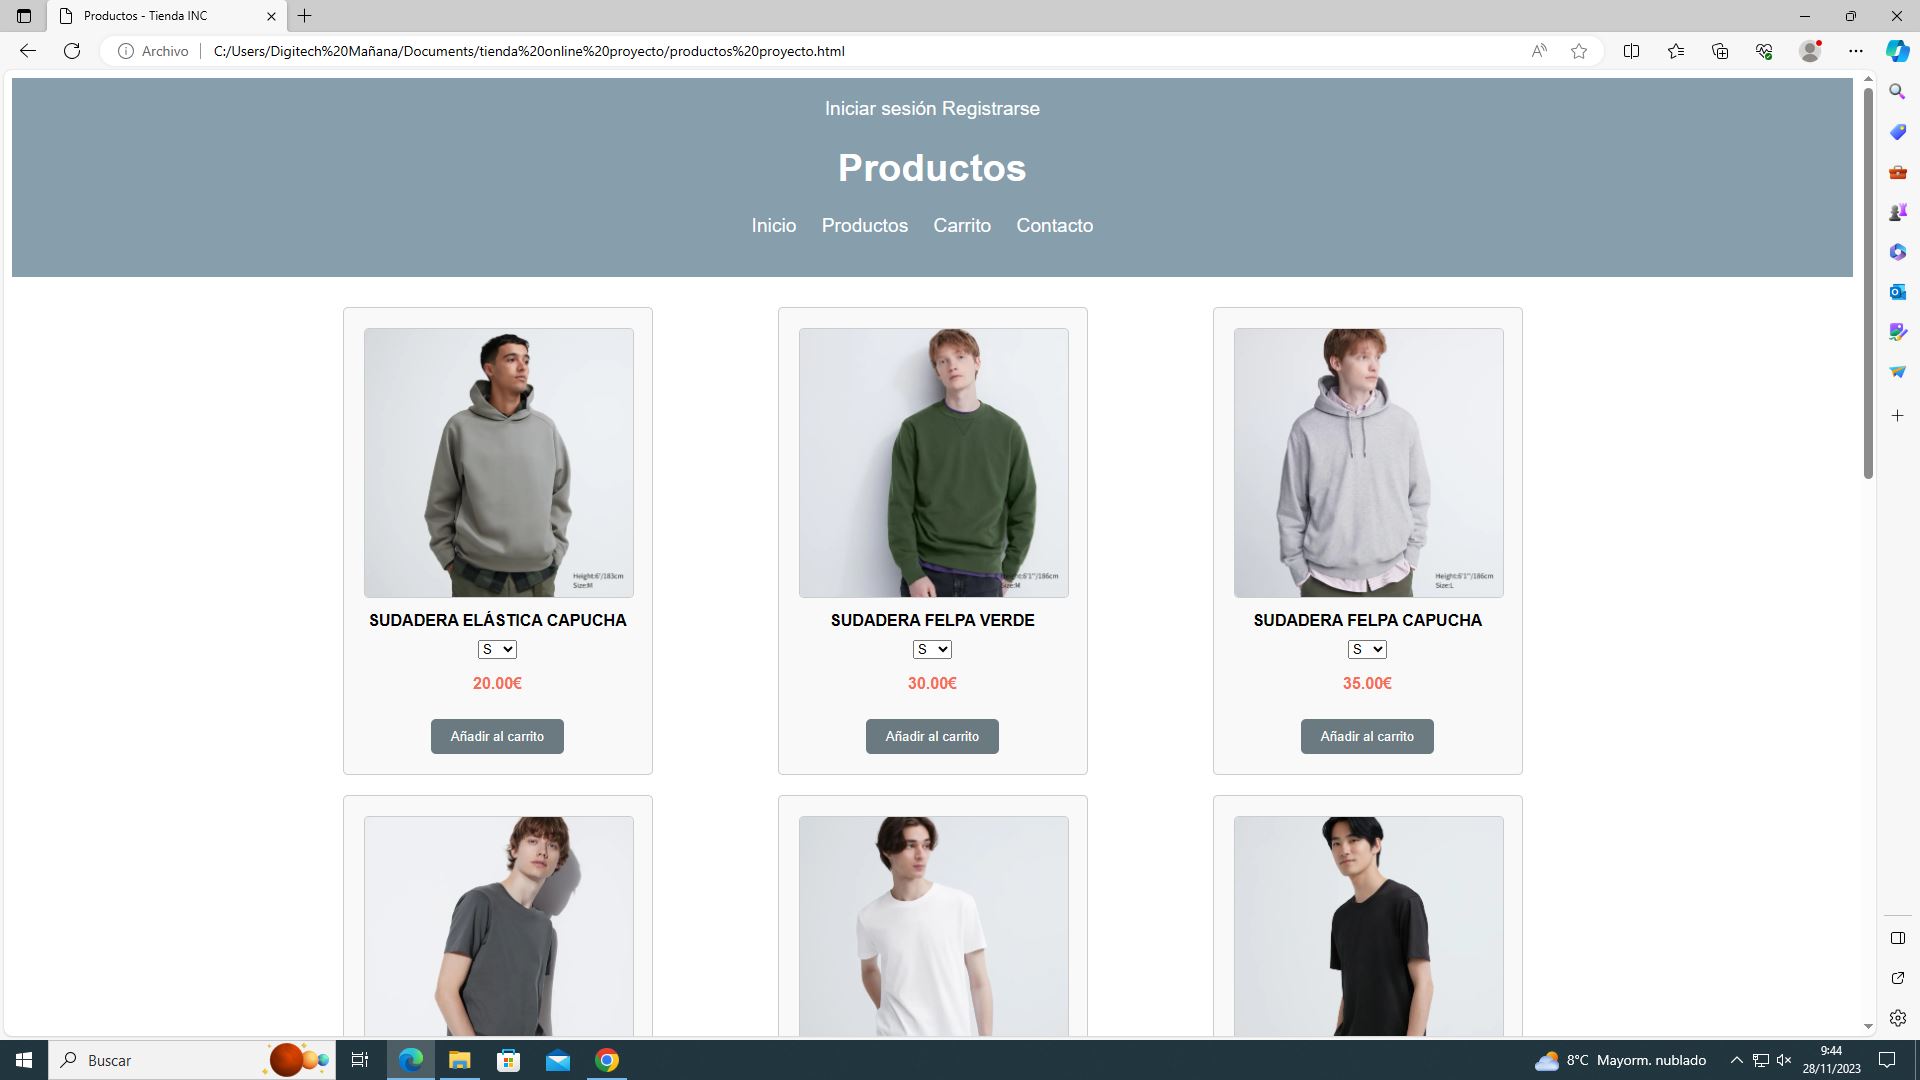 Productos - Tienda INC
Archivo
C:/Users/Digitech%20Mañana/Documents/tienda%20online%20proyecto/productos%20proyecto.html
Iniciar sesión Registrarse
Productos
Inicio Productos Carrito Contacto
Height:6'/183cm
Size:M
Height:6'1"/186cm
Size:M
Height:6'1"/186cm
Size:L
SUDADERA ELÁSTICA CAPUCHA
S
20.00€
Añadir al carrito
SUDADERA FELPA VERDE
S
30.00€
Añadir al carrito
SUDADERA FELPA CAPUCHA
S
35.00€
Añadir al carrito
Buscar
8°C Mayorm. nublado
9:44
28/11/2023